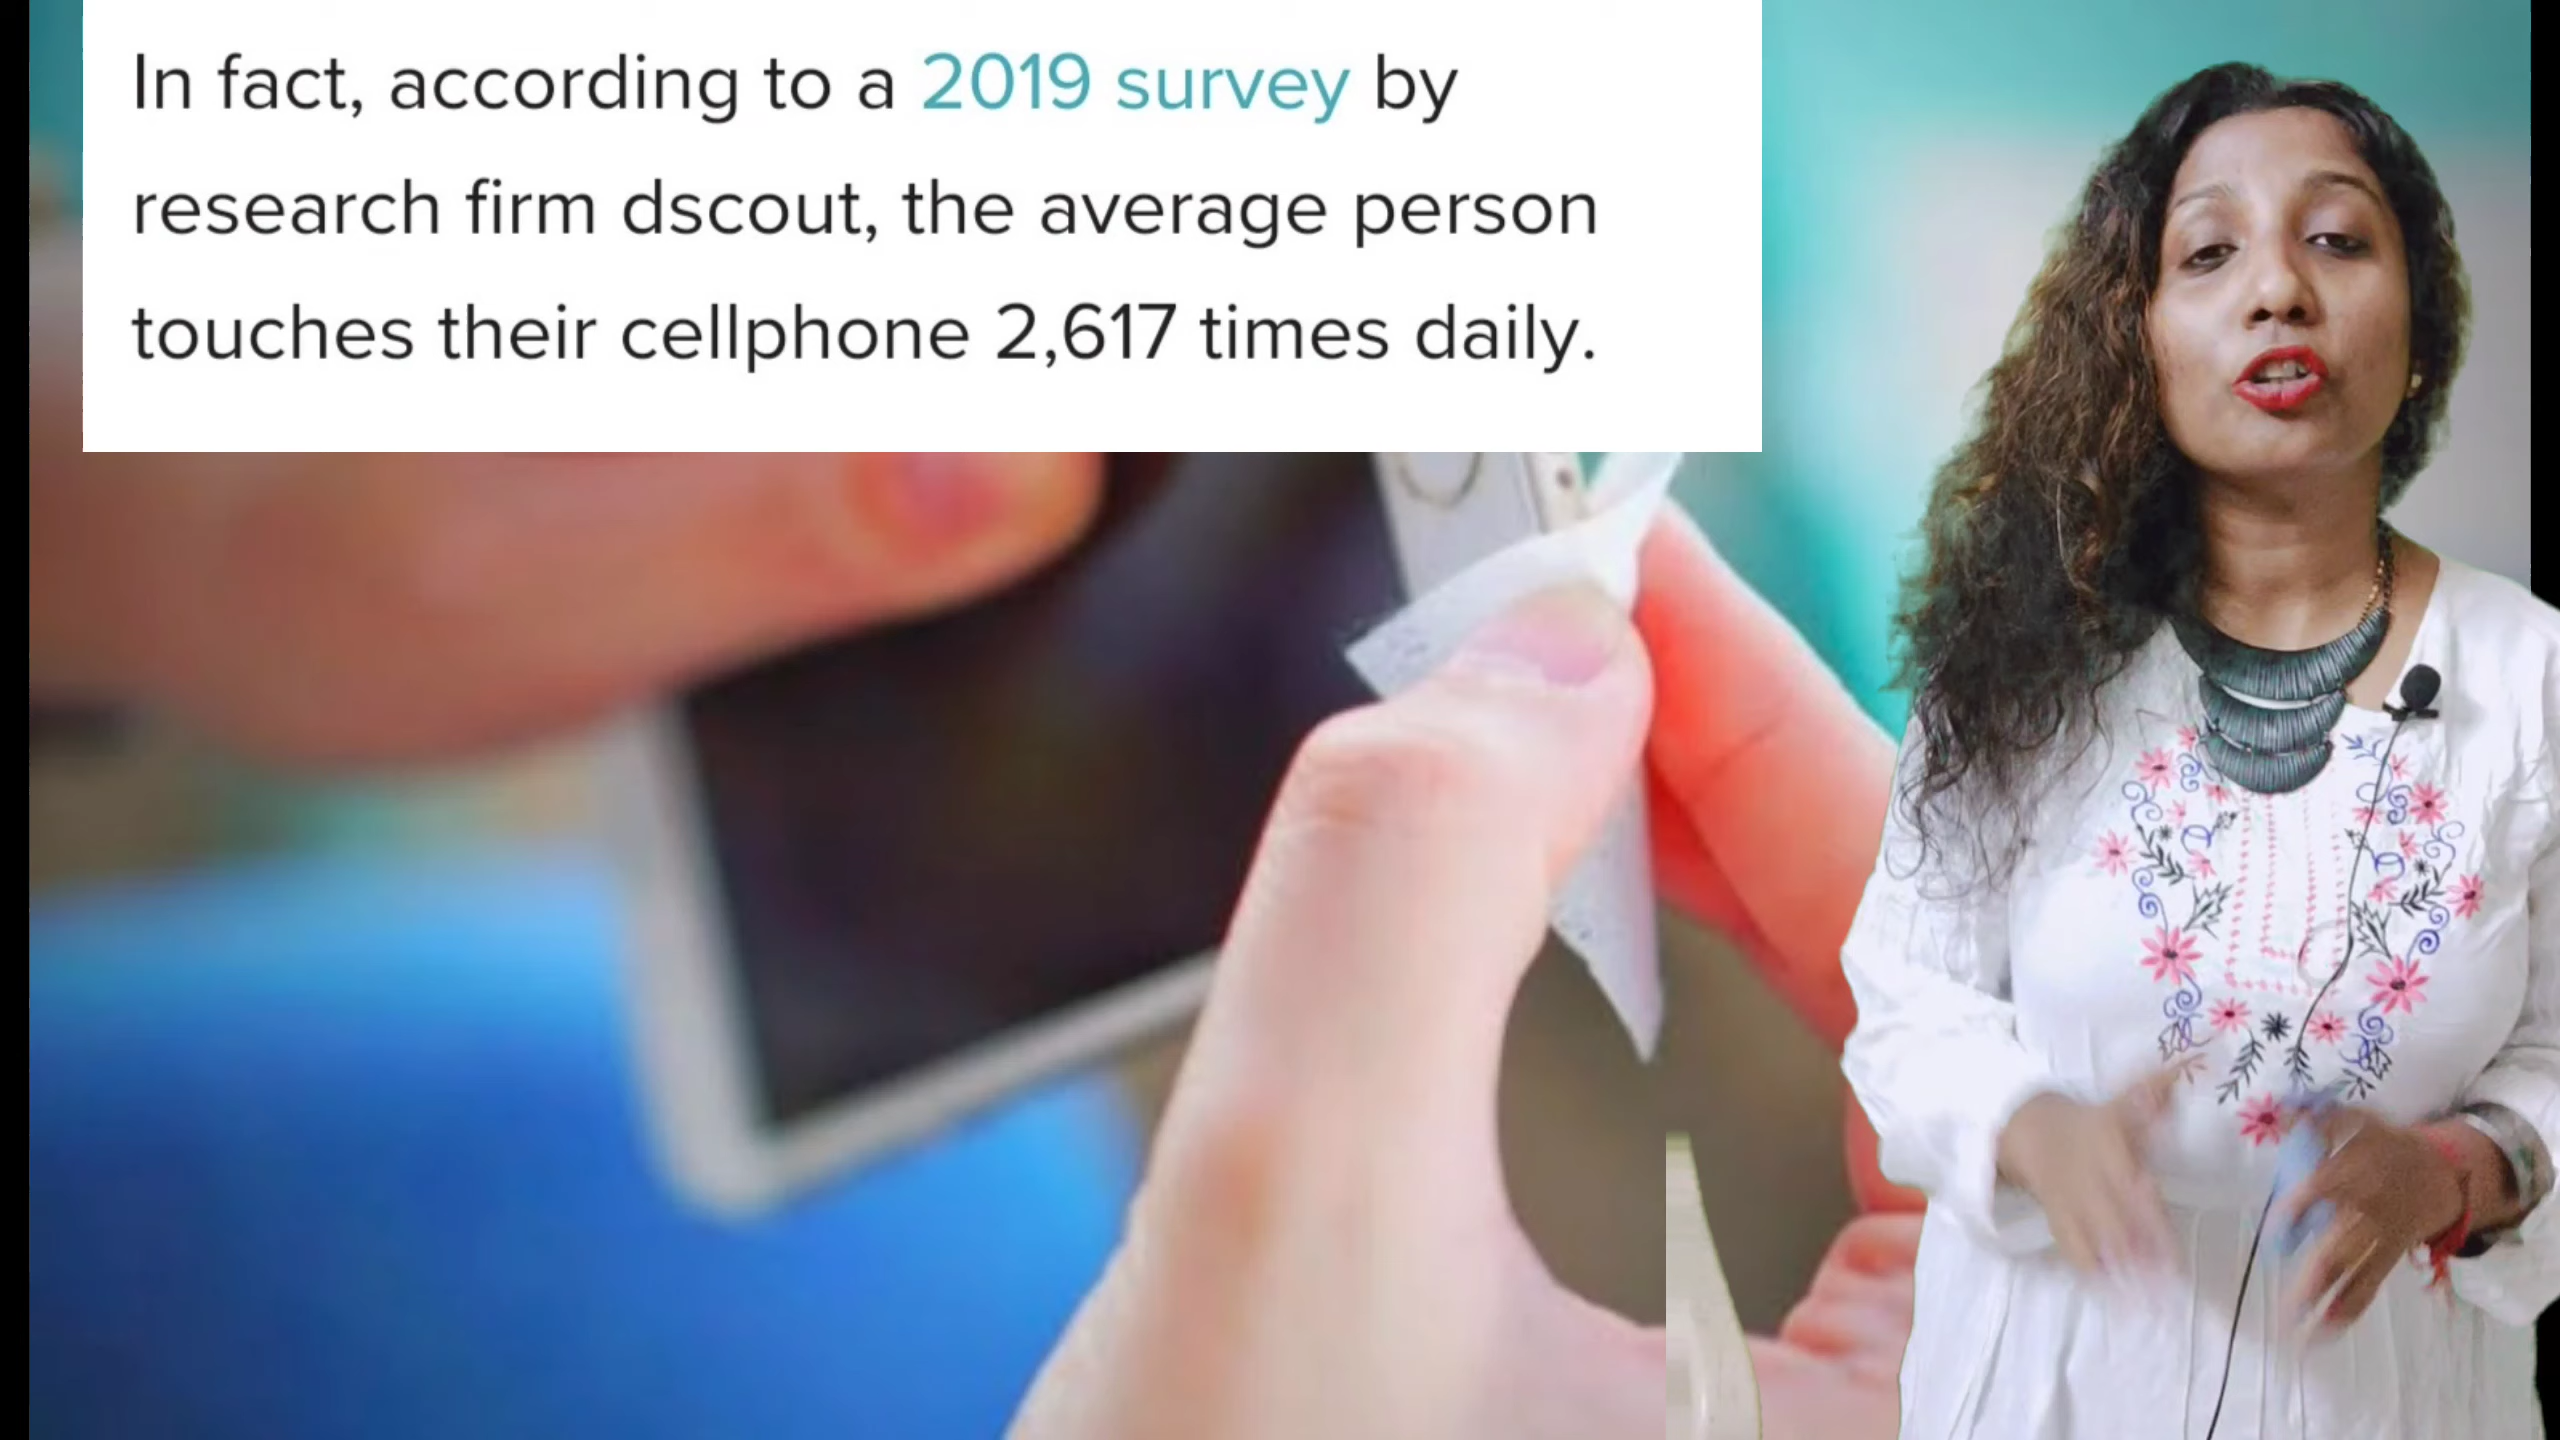 In fact, according to a 2019 survey by
research firm dscout, the average person
touches their cellphone 2,617 times daily.